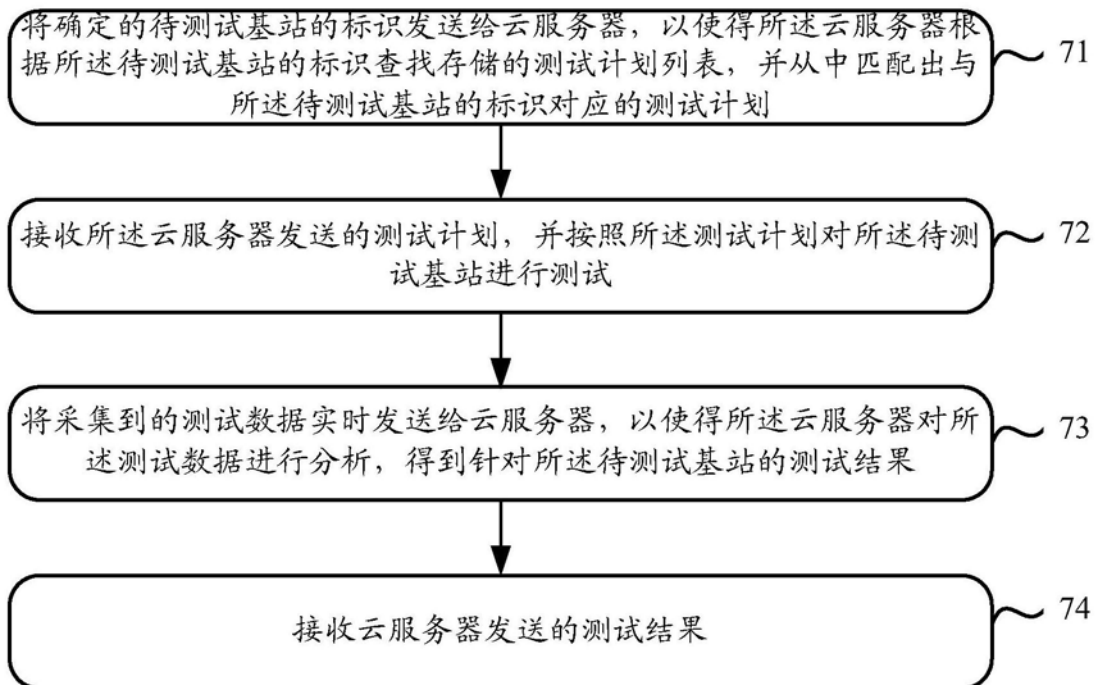 将确定的待测试基站的标识发送给云服务器，以使得所述云服务器根
据所述待测试基站的标识查找存储的测试计划列表，并从中匹配出与
所述待测试基站的标识对应的测试计划
71
接收所述云服务器发送的测试计划，并按照所述测试计划对所述待测
试基站进行测试
72
将采集到的测试数据实时发送给云服务器，以使得所述云服务器对所
述测试数据进行分析，得到针对所述待测试基站的测试结果
73
接收云服务器发送的测试结果
74